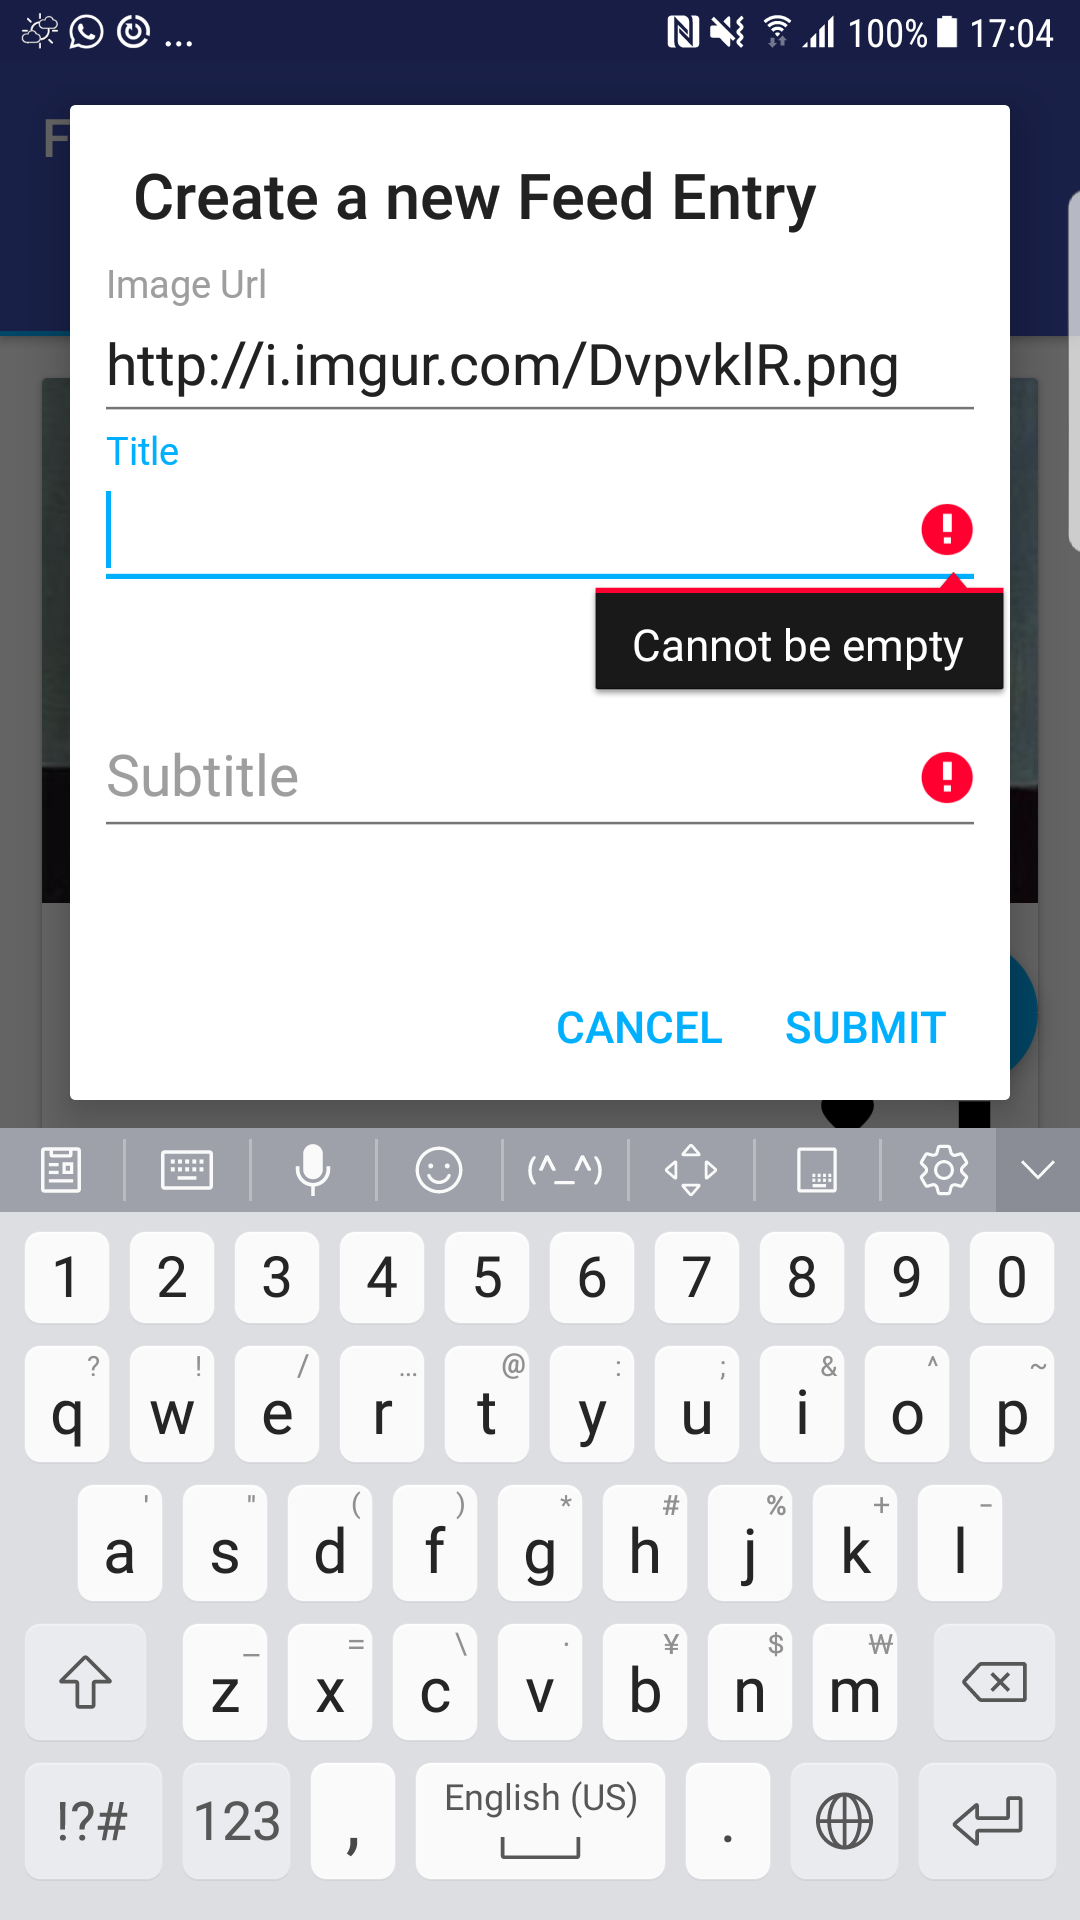 ... 100% 17:04
F
Create a new Feed Entry
Image Url
http://i.imgur.com/DvpvklR.png
Title
Cannot be empty
Subtitle
CANCEL SUBMIT
(^_^)
1 2 3 4 5 6 7 8 9 0
? ! / ... @ : ; & ^ ~
q w e r t y u i o p
' " ( ) * # % + -
a s d f g h j k l
_ = \ · ¥ $ ₩
z x c v b n m
!?# 123 , English (US) .